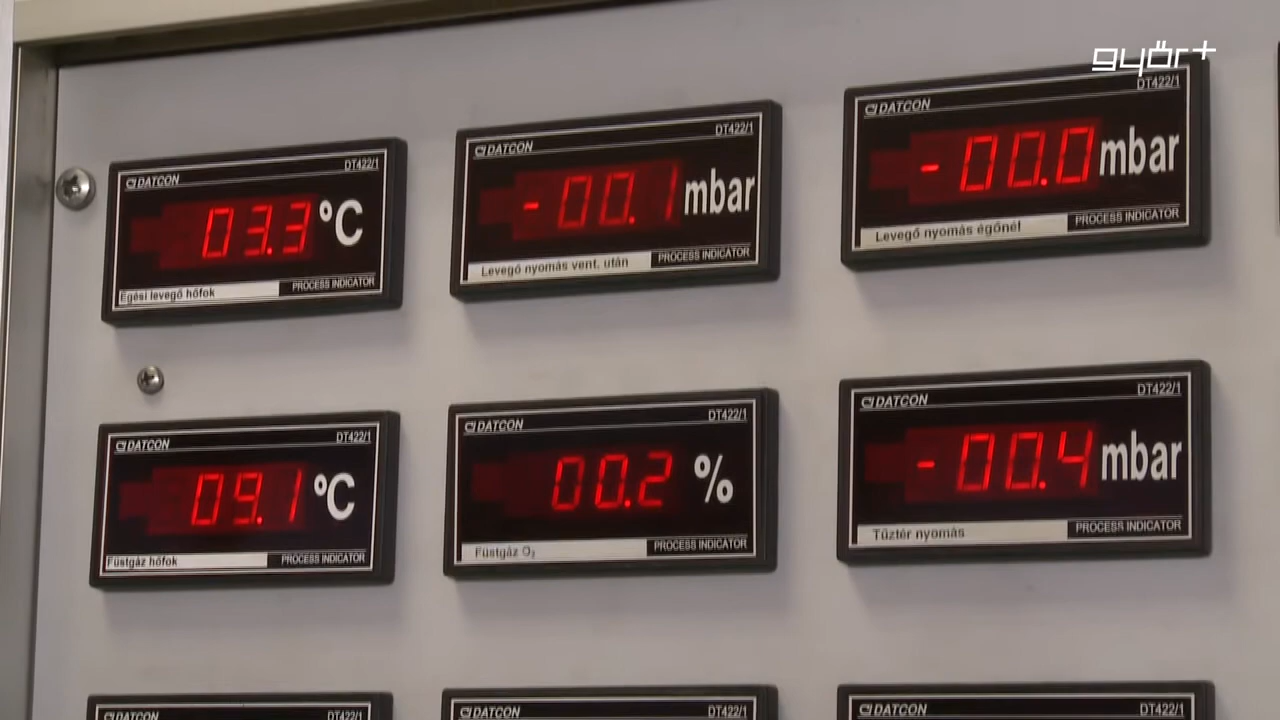 győr+
DATCON
DT422/1
03.3 °C
Egési levegő hőfok
PROCESS INDICATOR
DATCON
DT422/1
-00.1 mbar
Levegő nyomás vent. után
PROCESS INDICATOR
DATCON
DT422/1
-00.0 mbar
Levegő nyomás égőnél
PROCESS INDICATOR
DATCON
DT422/1
09.1 °C
Füstgáz hőfok
PROCESS INDICATOR
DATCON
DT422/1
00.2 %
Füstgáz O₂
PROCESS INDICATOR
DATCON
DT422/1
-00.4 mbar
Tűztér nyomás
PROCESS INDICATOR
DATCON
DT422/1
DATCON
DT422/1
DATCON
DT422/1